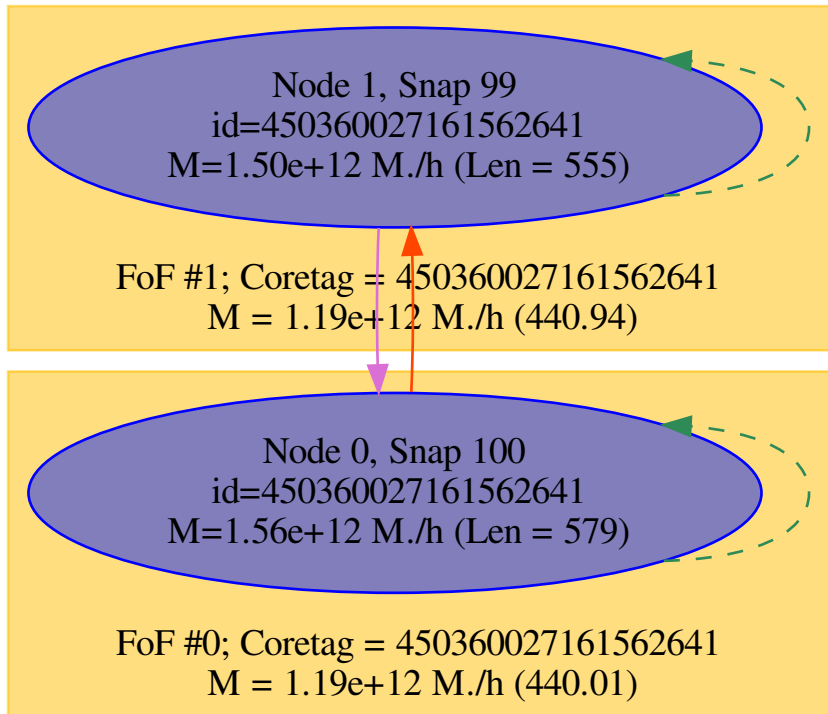 Node 1, Snap 99
id=450360027161562641
M=1.50e+12 M./h (Len = 555)
FoF #1; Coretag = 450360027161562641
M = 1.19e+12 M./h (440.94)
Node 0, Snap 100
id=450360027161562641
M=1.56e+12 M./h (Len = 579)
FoF #0; Coretag = 450360027161562641
M = 1.19e+12 M./h (440.01)